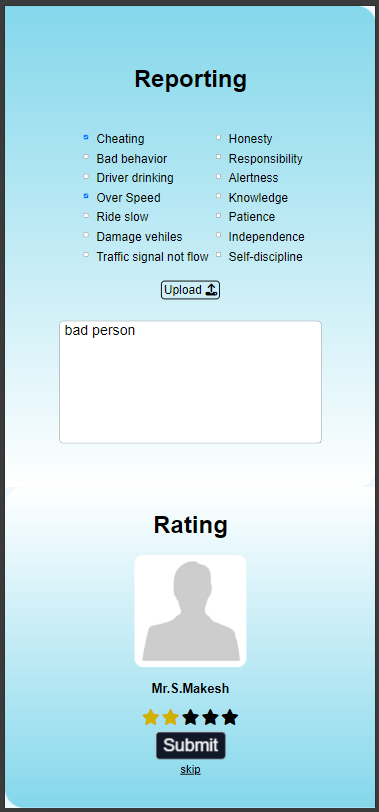 Reporting
Cheating Honesty
Bad behavior Responsibility
Driver drinking Alertness
Over Speed Knowledge
Ride slow Patience
Damage vehiles Independence
Traffic signal not flow Self-discipline
Upload
bad person
Rating
Mr.S.Makesh
Submit
skip